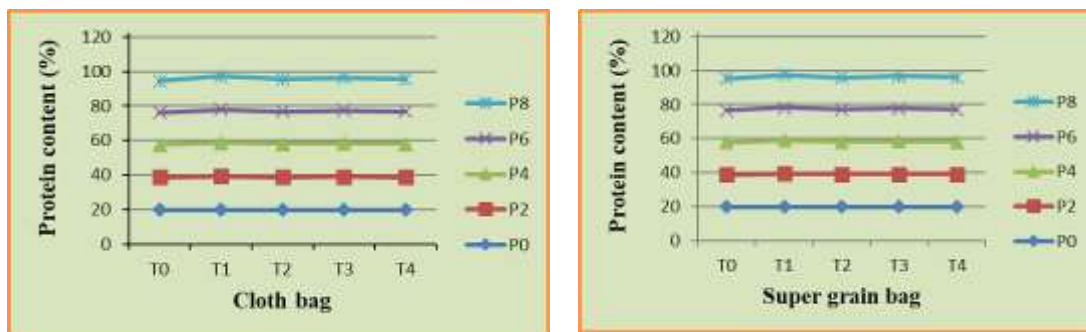 Protein content (%)
120
100
80
60
40
20
0
T0 T1 T2 T3 T4
Cloth bag
P8
P6
P4
P2
P0
Protein content (%)
120
100
80
60
40
20
0
T0 T1 T2 T3 T4
Super grain bag
P8
P6
P4
P2
P0